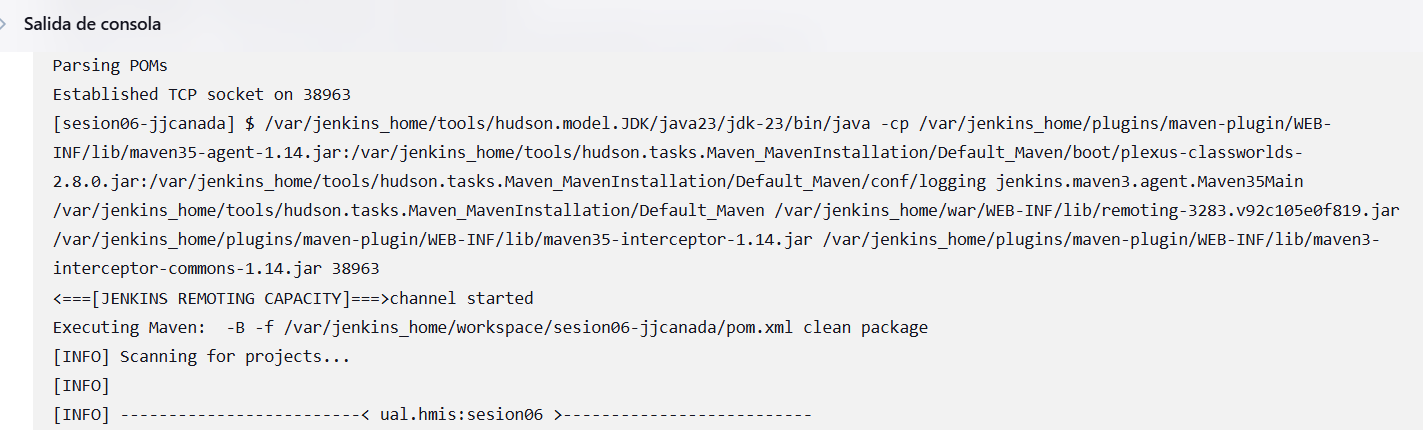 Salida de consola
Parsing POMs
Established TCP socket on 38963
[sesion06-jjcanada] $ /var/jenkins_home/tools/hudson.model.JDK/java23/jdk-23/bin/java -cp /var/jenkins_home/plugins/maven-plugin/WEB-
INF/lib/maven35-agent-1.14.jar:/var/jenkins_home/tools/hudson.tasks.Maven_MavenInstallation/Default_Maven/boot/plexus-classworlds-
2.8.0.jar:/var/jenkins_home/tools/hudson.tasks.Maven_MavenInstallation/Default_Maven/conf/logging jenkins.maven3.agent.Maven35Main
/var/jenkins_home/tools/hudson.tasks.Maven_MavenInstallation/Default_Maven /var/jenkins_home/war/WEB-INF/lib/remoting-3283.v92c105e0f819.jar
/var/jenkins_home/plugins/maven-plugin/WEB-INF/lib/maven35-interceptor-1.14.jar /var/jenkins_home/plugins/maven-plugin/WEB-INF/lib/maven3-
interceptor-commons-1.14.jar 38963
<===[JENKINS REMOTING CAPACITY]===>channel started
Executing Maven:  -B -f /var/jenkins_home/workspace/sesion06-jjcanada/pom.xml clean package
[INFO] Scanning for projects...
[INFO]
[INFO] -------------------------< ual.hmis:sesion06 >--------------------------